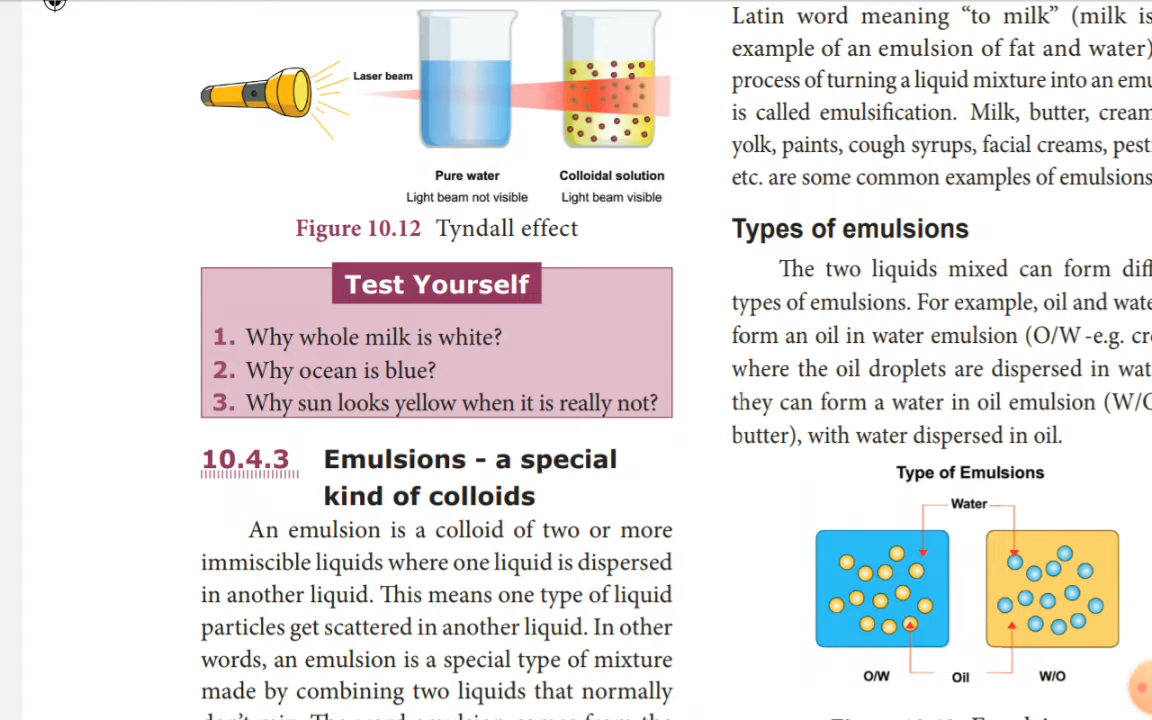 Laser beam
Pure water
Light beam not visible
Colloidal solution
Light beam visible
Figure 10.12 Tyndall effect
Test Yourself
1. Why whole milk is white?
2. Why ocean is blue?
3. Why sun looks yellow when it is really not?
10.4.3 Emulsions - a special
kind of colloids
An emulsion is a colloid of two or more
immiscible liquids where one liquid is dispersed
in another liquid. This means one type of liquid
particles get scattered in another liquid. In other
words, an emulsion is a special type of mixture
made by combining two liquids that normally
Latin word meaning “to milk” (milk is
example of an emulsion of fat and water)
process of turning a liquid mixture into an emu
is called emulsification. Milk, butter, cream
yolk, paints, cough syrups, facial creams, pest
etc. are some common examples of emulsions
Types of emulsions
The two liquids mixed can form diff
types of emulsions. For example, oil and wate
form an oil in water emulsion (O/W -e.g. cr
where the oil droplets are dispersed in wat
they can form a water in oil emulsion (W/O
butter), with water dispersed in oil.
Type of Emulsions
Water
O/W
Oil
W/O